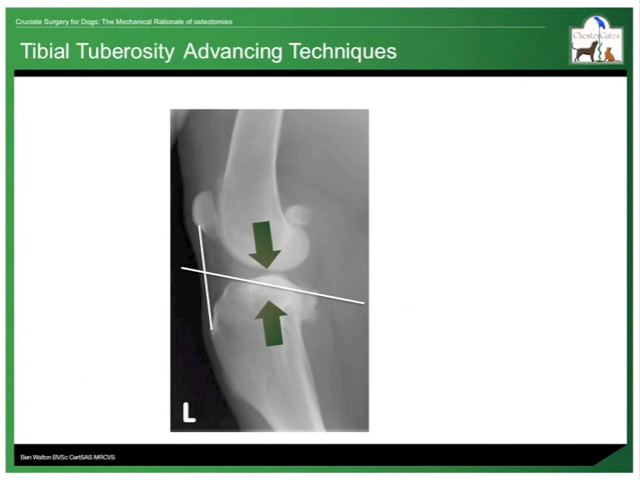 Cruciate Surgery for Dogs: The Mechanical Rationale of osteotomies
ChesterGates
Tibial Tuberosity Advancing Techniques
L
Ben Walton BVSc CertSAS MRCVS